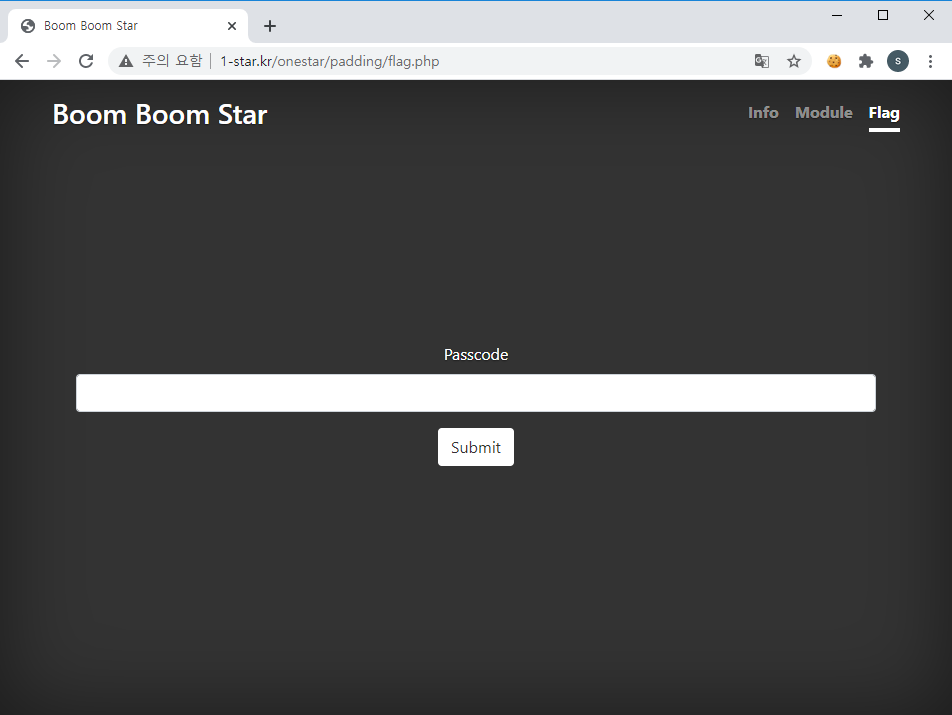 Boom Boom Star
주의 요함 1-star.kr/onestar/padding/flag.php
S
Boom Boom Star
Info Module Flag
Passcode
Submit